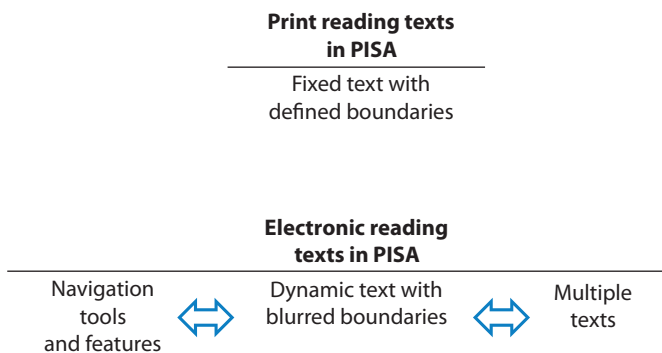 Print reading texts
in PISA
Fixed text with
defined boundaries
Electronic reading
texts in PISA
Navigation
tools
and features
Dynamic text with
blurred boundaries
Multiple
texts